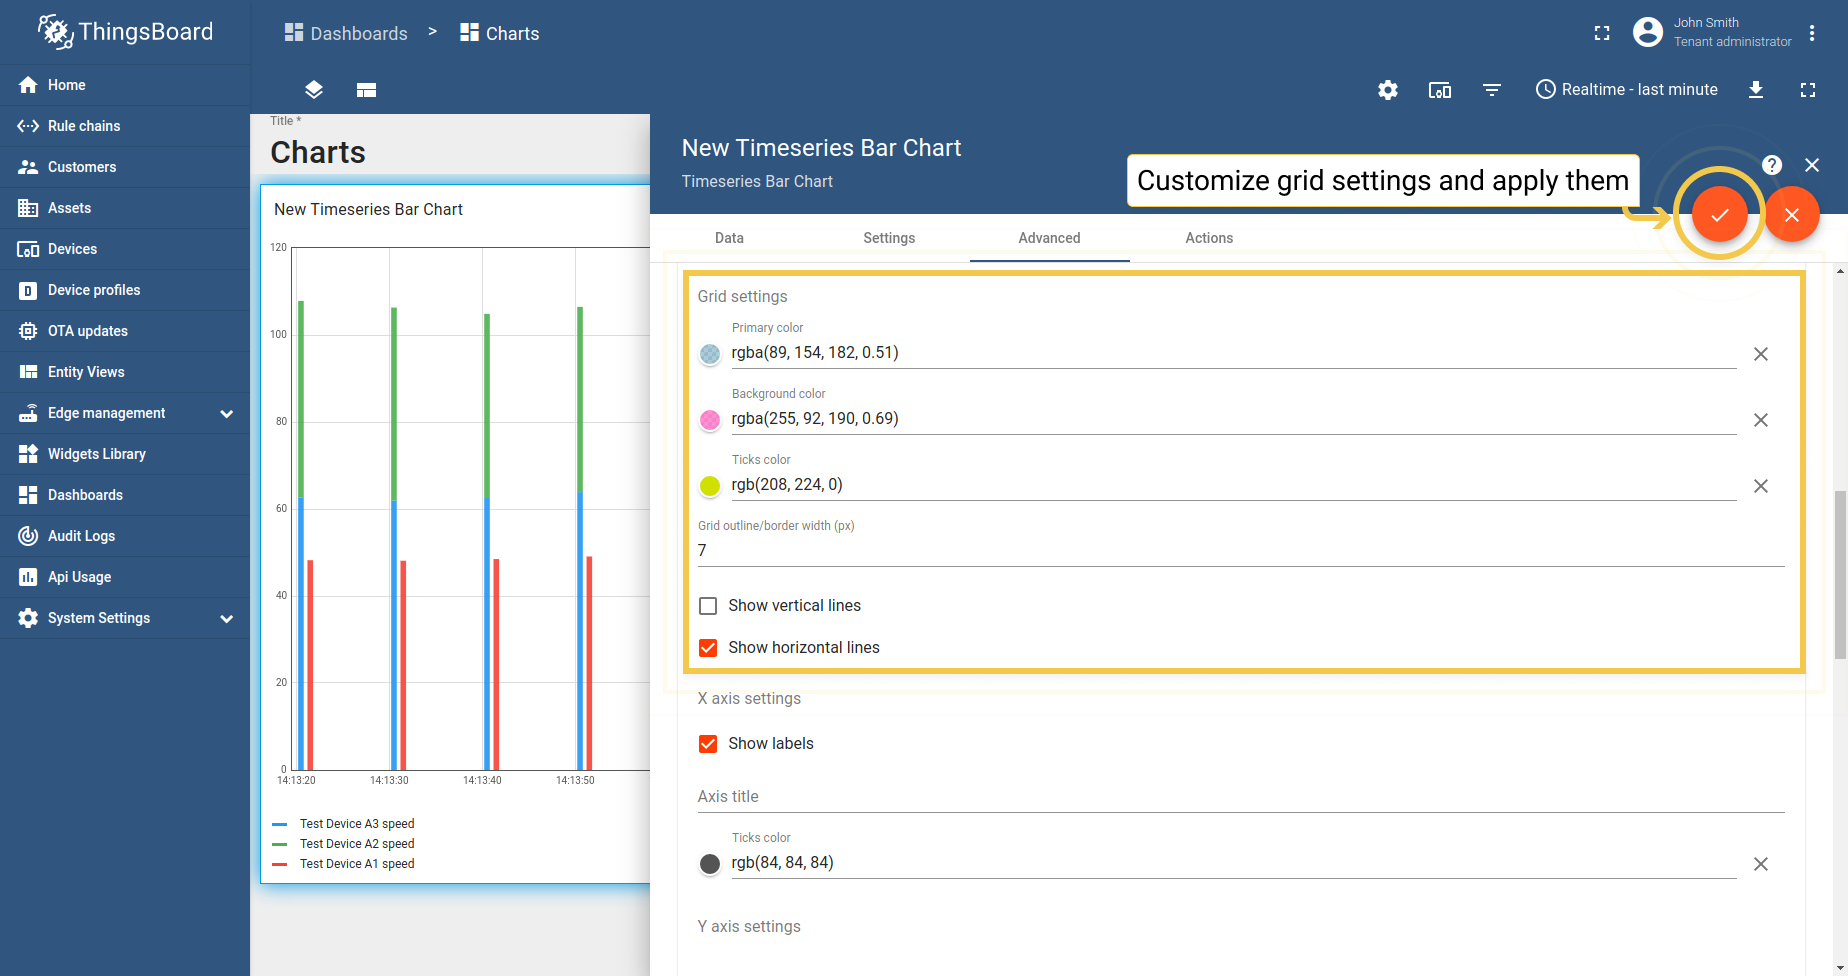 ThingsBoard
Dashboards > Charts
John Smith
Tenant administrator
Home
Rule chains
Customers
Assets
Devices
Device profiles
OTA updates
Entity Views
Edge management
Widgets Library
Dashboards
Audit Logs
Api Usage
System Settings
Realtime - last minute
Title *
Charts
New Timeseries Bar Chart
120
100
80
60
40
20
0
14:13:20 14:13:30 14:13:40 14:13:50
Test Device A3 speed
Test Device A2 speed
Test Device A1 speed
New Timeseries Bar Chart
Timeseries Bar Chart
Customize grid settings and apply them
Data Settings Advanced Actions
Grid settings
Primary color
rgba(89, 154, 182, 0.51)
Background color
rgba(255, 92, 190, 0.69)
Ticks color
rgb(208, 224, 0)
Grid outline/border width (px)
7
Show vertical lines
Show horizontal lines
X axis settings
Show labels
Axis title
Ticks color
rgb(84, 84, 84)
Y axis settings